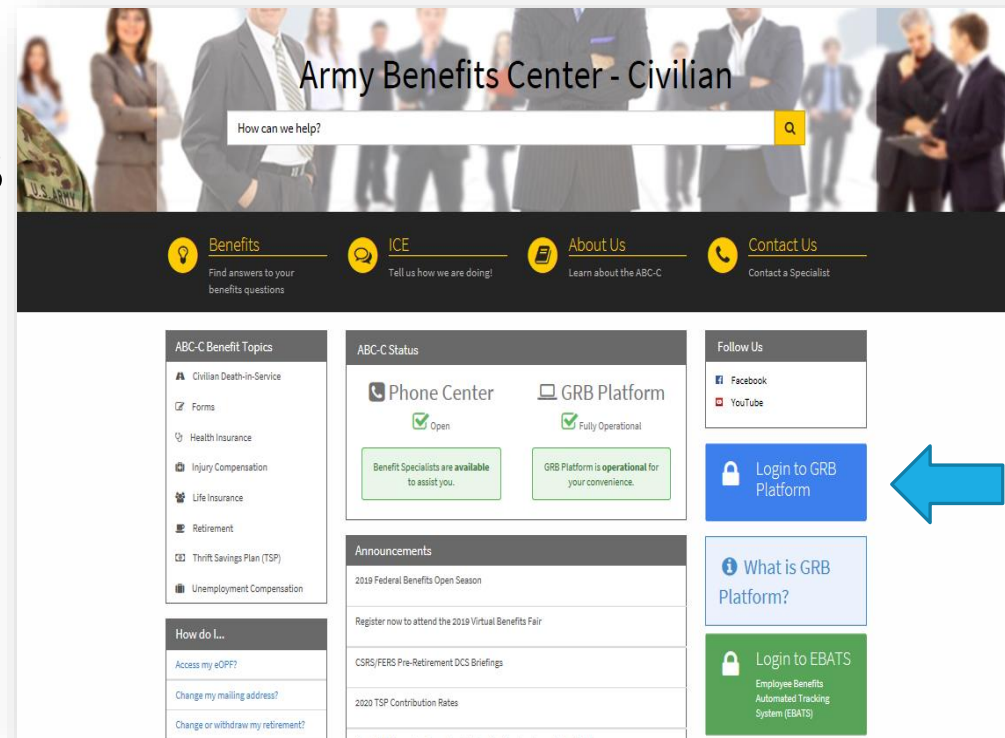 Army Benefits Center - Civilian
How can we help?
U.S. ARMY
Benefits
Find answers to your
benefits questions
ICE
Tell us how we are doing!
About Us
Learn about the ABC-C
Contact Us
Contact a Specialist
ABC-C Benefit Topics
Civilian Death-in-Service
Forms
Health Insurance
Injury Compensation
Life Insurance
Retirement
Thrift Savings Plan (TSP)
Unemployment Compensation
How do I...
Access my eOPF?
Change my mailing address?
Change or withdraw my retirement?
ABC-C Status
Phone Center
Open
Benefit Specialists are available
to assist you.
GRB Platform
Fully Operational
GRB Platform is operational for
your convenience.
Announcements
2019 Federal Benefits Open Season
Register now to attend the 2019 Virtual Benefits Fair
CSRS/FERS Pre-Retirement DCS Briefings
2020 TSP Contribution Rates
Follow Us
Facebook
YouTube
Login to GRB
Platform
What is GRB
Platform?
Login to EBATS
Employee Benefits
Automated Tracking
System (EBATS)